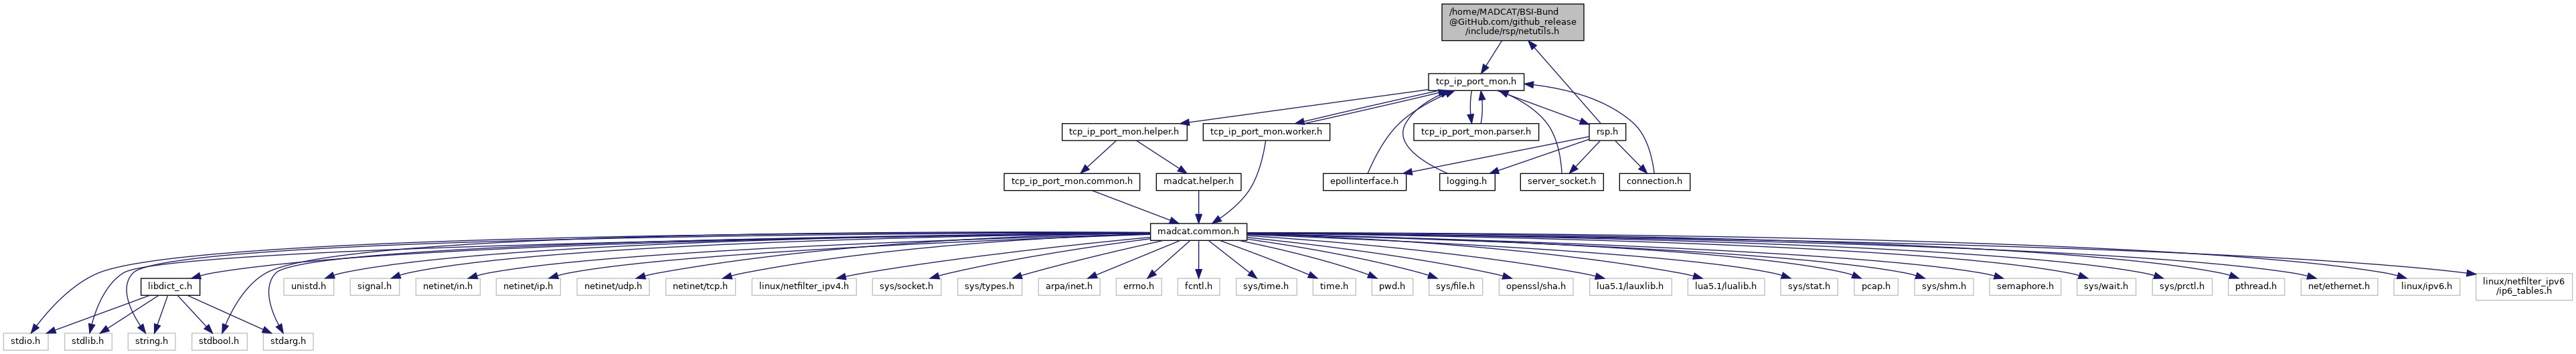 /home/MADCAT/BSI-Bund
@GitHub.com/github_release
/include/rsp/netutils.h
tcp_ip_port_mon.h
tcp_ip_port_mon.helper.h
tcp_ip_port_mon.worker.h
tcp_ip_port_mon.parser.h
rsp.h
tcp_ip_port_mon.common.h
madcat.helper.h
epollinterface.h
logging.h
server_socket.h
connection.h
madcat.common.h
libdict_c.h
unistd.h
signal.h
netinet/in.h
netinet/ip.h
netinet/udp.h
netinet/tcp.h
linux/netfilter_ipv4.h
sys/socket.h
sys/types.h
arpa/inet.h
errno.h
fcntl.h
sys/time.h
time.h
pwd.h
sys/file.h
openssl/sha.h
lua5.1/lauxlib.h
lua5.1/lualib.h
sys/stat.h
pcap.h
sys/shm.h
semaphore.h
sys/wait.h
sys/prctl.h
pthread.h
net/ethernet.h
linux/ipv6.h
linux/netfilter_ipv6
/ip6_tables.h
stdio.h
stdlib.h
string.h
stdbool.h
stdarg.h